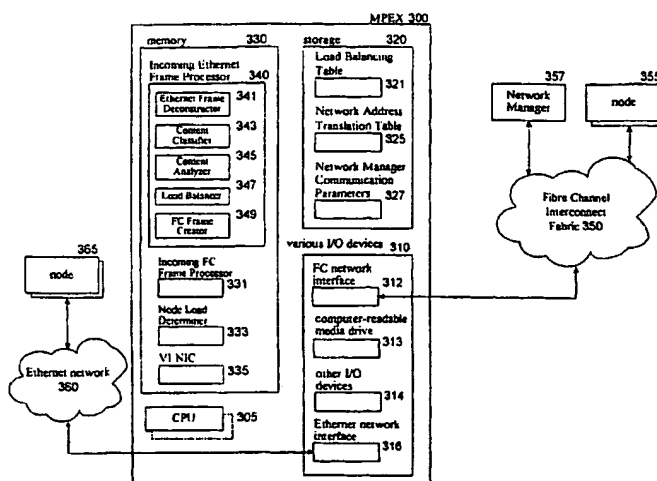 MPEX 300
memory 330
Incoming Ethernet
Frame Processor 340
Ethernet Frame
Deconstructor 341
Content
Classifier 343
Content
Analyzer 345
Load Balancer 347
FC Frame
Creator 349
Incoming FC
Frame Processor
331
Node Load
Determiner
333
VI NIC
335
CPU 305
storage 320
Load Balancing
Table
321
Network Address
Translation Table
325
Network Manager
Communication
Parameters
327
various I/O devices 310
FC network
interface 312
computer-readable
media drive
313
other I/O
devices
314
Ethernet network
interface
316
357
Network
Manager
355
node
Fibre Channel
Interconnect
Fabric 350
365
node
Ethernet network
360